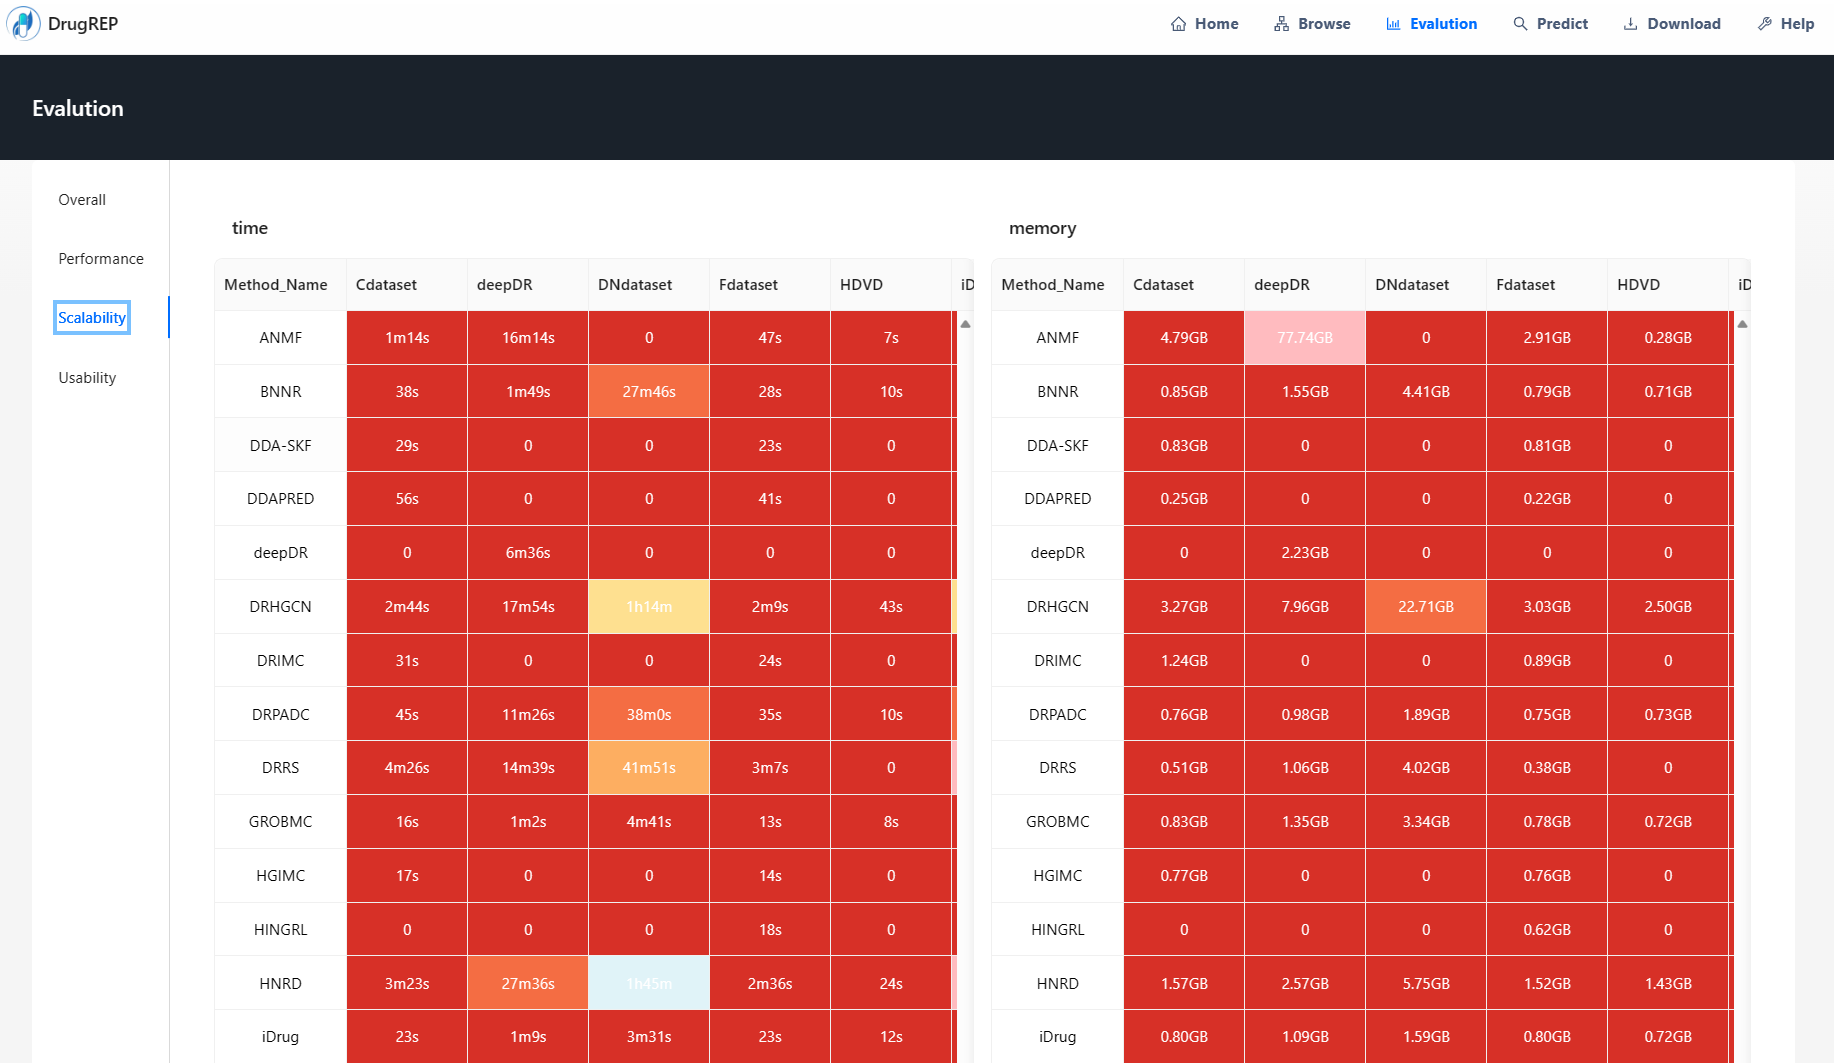 DrugREP
Home Browse Evalution Predict Download Help
Evalution
Overall
Performance
Scalability
Usability
time
Method_Name Cdataset deepDR DNdataset Fdataset HDVD iD
ANMF 1m14s 16m14s 0 47s 7s
BNNR 38s 1m49s 27m46s 28s 10s
DDA-SKF 29s 0 0 23s 0
DDAPRED 56s 0 0 41s 0
deepDR 0 6m36s 0 0 0
DRHGCN 2m44s 17m54s 1h14m 2m9s 43s
DRIMC 31s 0 0 24s 0
DRPADC 45s 11m26s 38m0s 35s 10s
DRRS 4m26s 14m39s 41m51s 3m7s 0
GROBMC 16s 1m2s 4m41s 13s 8s
HGIMC 17s 0 0 14s 0
HINGRL 0 0 0 18s 0
HNRD 3m23s 27m36s 1h45m 2m36s 24s
iDrug 23s 1m9s 3m31s 23s 12s
memory
Method_Name Cdataset deepDR DNdataset Fdataset HDVD iD
ANMF 4.79GB 77.74GB 0 2.91GB 0.28GB
BNNR 0.85GB 1.55GB 4.41GB 0.79GB 0.71GB
DDA-SKF 0.83GB 0 0 0.81GB 0
DDAPRED 0.25GB 0 0 0.22GB 0
deepDR 0 2.23GB 0 0 0
DRHGCN 3.27GB 7.96GB 22.71GB 3.03GB 2.50GB
DRIMC 1.24GB 0 0 0.89GB 0
DRPADC 0.76GB 0.98GB 1.89GB 0.75GB 0.73GB
DRRS 0.51GB 1.06GB 4.02GB 0.38GB 0
GROBMC 0.83GB 1.35GB 3.34GB 0.78GB 0.72GB
HGIMC 0.77GB 0 0 0.76GB 0
HINGRL 0 0 0 0.62GB 0
HNRD 1.57GB 2.57GB 5.75GB 1.52GB 1.43GB
iDrug 0.80GB 1.09GB 1.59GB 0.80GB 0.72GB